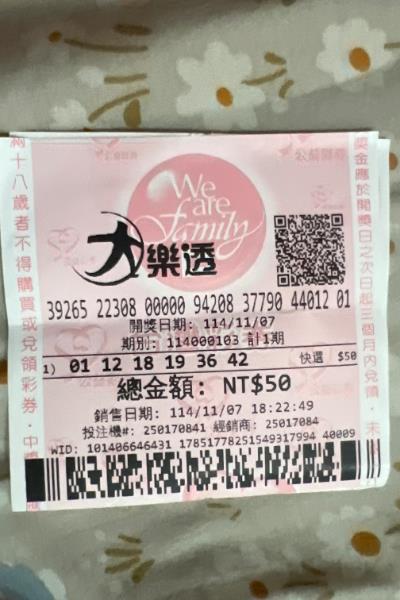 We
are
Family
大樂透
39265 22308 00000 94208 37790 44012 01
開獎日期: 114/11/07
期別: 114000103 計1期
1) 01 12 18 19 36 42 快選 $50
總金額: NT$50
銷售日期: 114/11/07 18:22:49
投注機#: 250170841 經銷商: 25017084
WID: 101406646431 17851778251549317994 40009
滿十八歲者不得購買或兌領彩券。中獎
獎金應於開獎日之次日起三個月內兌領,未